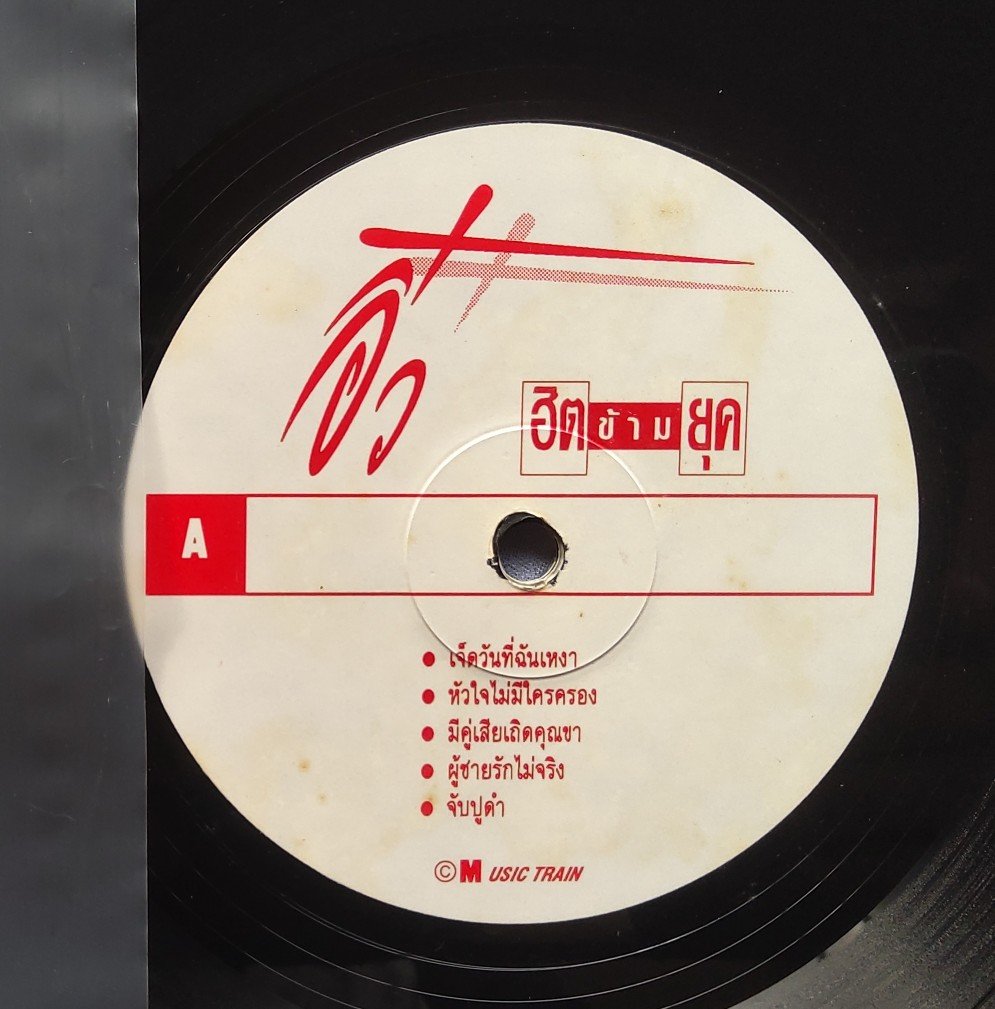 จิ๋ว
ฮิตข้ามยุค
A
เจ็ดวันที่ฉันเหงา
หัวใจไม่มีใครครอง
มีคู่เสียเถิดคุณขา
ผู้ชายรักไม่จริง
จับปูดำ
© MUSIC TRAIN